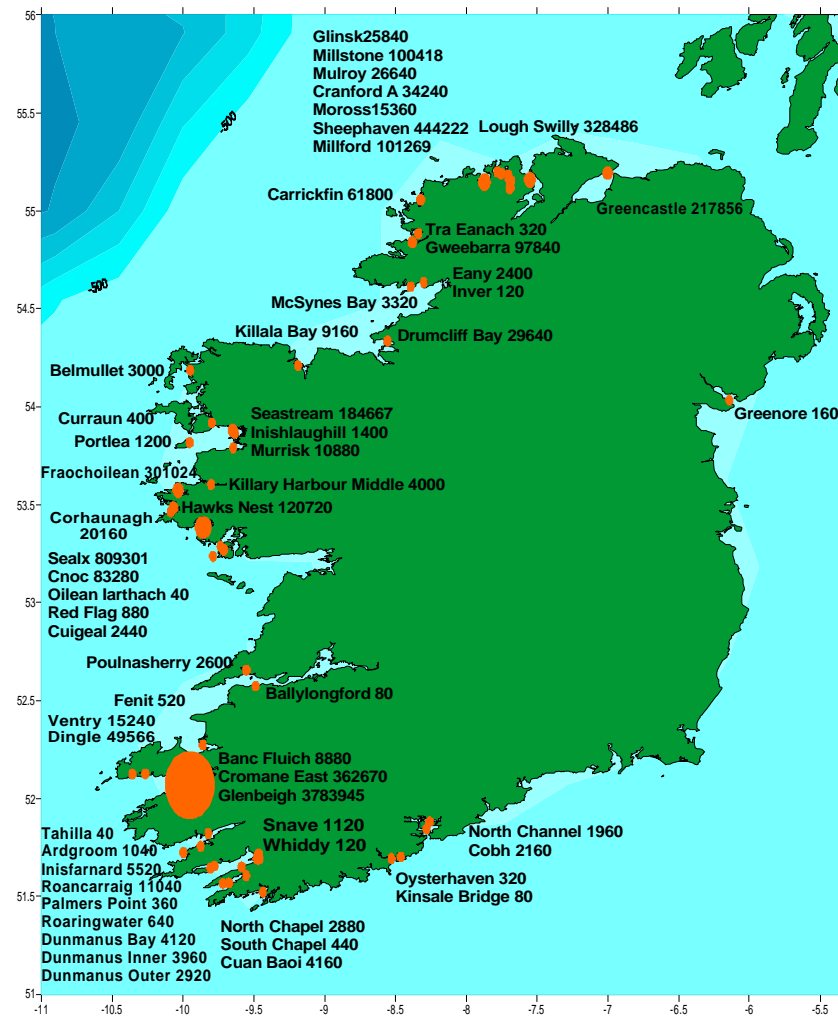 56
55.5
55
54.5
54
53.5
53
52.5
52
51.5
51
-11
-10.5
-10
-9.5
-9
-8.5
-8
-7.5
-7
-6.5
-6
-5.5
-500
-500
Glinsk25840
Millstone 100418
Mulroy 26640
Cranford A 34240
Moross15360
Sheephaven 444222
Millford 101269
Lough Swilly 328486
Carrickfin 61800
Greencastle 217856
Tra Eanach 320
Gweebarra 97840
Eany 2400
Inver 120
McSynes Bay 3320
Killala Bay 9160
Drumcliff Bay 29640
Belmullet 3000
Greenore 160
Curraun 400
Portlea 1200
Seastream 184667
Inishlaughill 1400
Murrisk 10880
Fraochoilean 301024
Killary Harbour Middle 4000
Hawks Nest 120720
Corhaunagh
20160
Sealx 809301
Cnoc 83280
Oilean Iarthach 40
Red Flag 880
Cuigeal 2440
Poulnasherry 2600
Ballylongford 80
Fenit 520
Ventry 15240
Dingle 49566
Banc Fluich 8880
Cromane East 362670
Glenbeigh 3783945
Snave 1120
Whiddy 120
North Channel 1960
Cobh 2160
Oysterhaven 320
Kinsale Bridge 80
Tahilla 40
Ardgroom 1040
Inisfarnard 5520
Roancarraig 11040
Palmers Point 360
Roaringwater 640
Dunmanus Bay 4120
Dunmanus Inner 3960
Dunmanus Outer 2920
North Chapel 2880
South Chapel 440
Cuan Baoi 4160